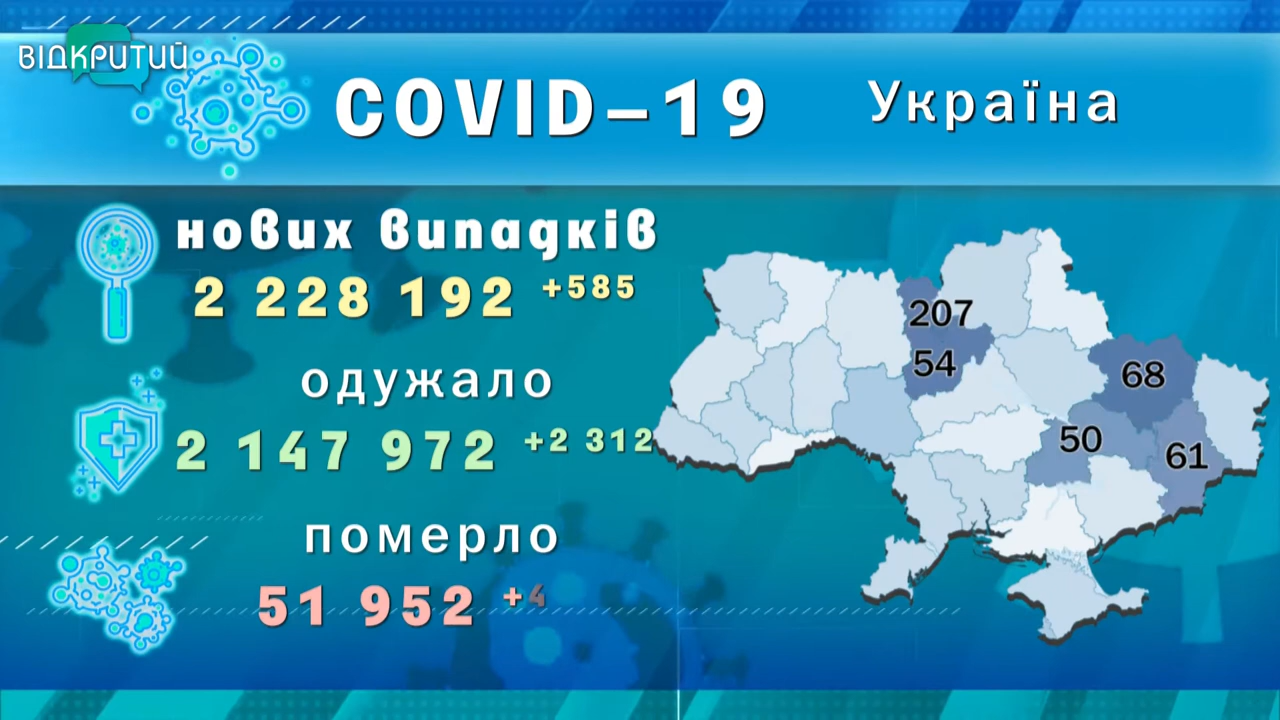 ВІДКРИТИЙ
COVID–19 Україна
нових випадків
2 228 192 +585
одужало
2 147 972 +2 312
померло
51 952 +4
207
54
68
50
61